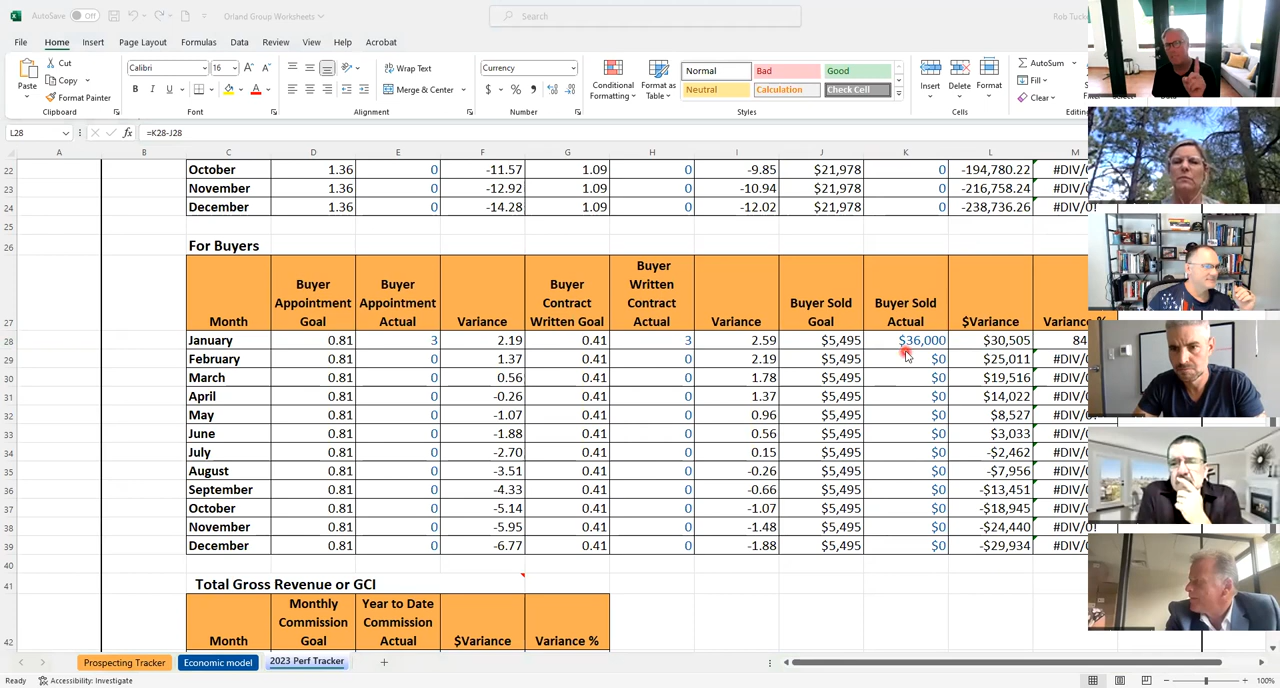 AutoSave Off Orland Group Worksheets Search Rob Tucke
File Home Insert Page Layout Formulas Data Review View Help Acrobat
Paste Cut Copy Format Painter Calibri 16 Wrap Text Merge & Center Currency Conditional Formatting Format as Table Normal Bad Good Neutral Calculation Check Cell Insert Delete Format AutoSum Fill Clear
Clipboard Font Alignment Number Styles Cells Editing
L28 fx =K28-J28
A B C D E F G H I J K L M
22 October 1.36 0 -11.57 1.09 0 -9.85 $21,978 0 -194,780.22 #DIV/0!
23 November 1.36 0 -12.92 1.09 0 -10.94 $21,978 0 -216,758.24 #DIV/0!
24 December 1.36 0 -14.28 1.09 0 -12.02 $21,978 0 -238,736.26 #DIV/0!
25
26 For Buyers
27 Month Buyer Appointment Goal Buyer Appointment Actual Variance Buyer Contract Written Goal Buyer Written Contract Actual Variance Buyer Sold Goal Buyer Sold Actual $Variance Variance %
28 January 0.81 3 2.19 0.41 3 2.59 $5,495 $36,000 $30,505 84
29 February 0.81 0 1.37 0.41 0 2.19 $5,495 $0 $25,011 #DIV/0!
30 March 0.81 0 0.56 0.41 0 1.78 $5,495 $0 $19,516 #DIV/0
31 April 0.81 0 -0.26 0.41 0 1.37 $5,495 $0 $14,022 #DIV/0
32 May 0.81 0 -1.07 0.41 0 0.96 $5,495 $0 $8,527 #DIV/0!
33 June 0.81 0 -1.88 0.41 0 0.56 $5,495 $0 $3,033 #DIV/0
34 July 0.81 0 -2.70 0.41 0 0.15 $5,495 $0 -$2,462 #DIV/0
35 August 0.81 0 -3.51 0.41 0 -0.26 $5,495 $0 -$7,956 #DIV/0
36 September 0.81 0 -4.33 0.41 0 -0.66 $5,495 $0 -$13,451 #DIV/0
37 October 0.81 0 -5.14 0.41 0 -1.07 $5,495 $0 -$18,945 #DIV/0
38 November 0.81 0 -5.95 0.41 0 -1.48 $5,495 $0 -$24,440 #DIV/0!
39 December 0.81 0 -6.77 0.41 0 -1.88 $5,495 $0 -$29,934 #DIV/0
40
41 Total Gross Revenue or GCI
42 Month Monthly Commission Goal Year to Date Commission Actual $Variance Variance %
Prospecting Tracker Economic model 2023 Perf Tracker
Ready Accessibility: Investigate 100%